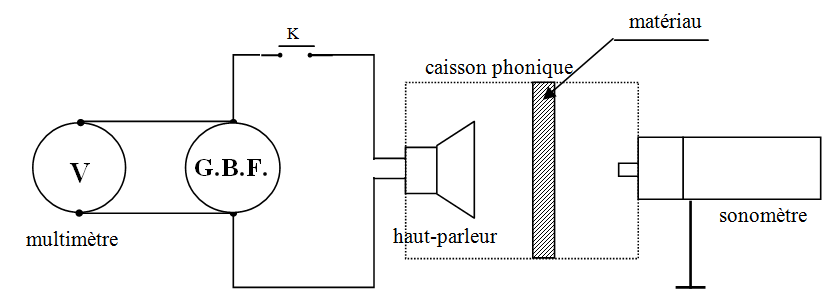 matériau
K
caisson phonique
V
G.B.F.
sonomètre
haut-parleur
multimètre